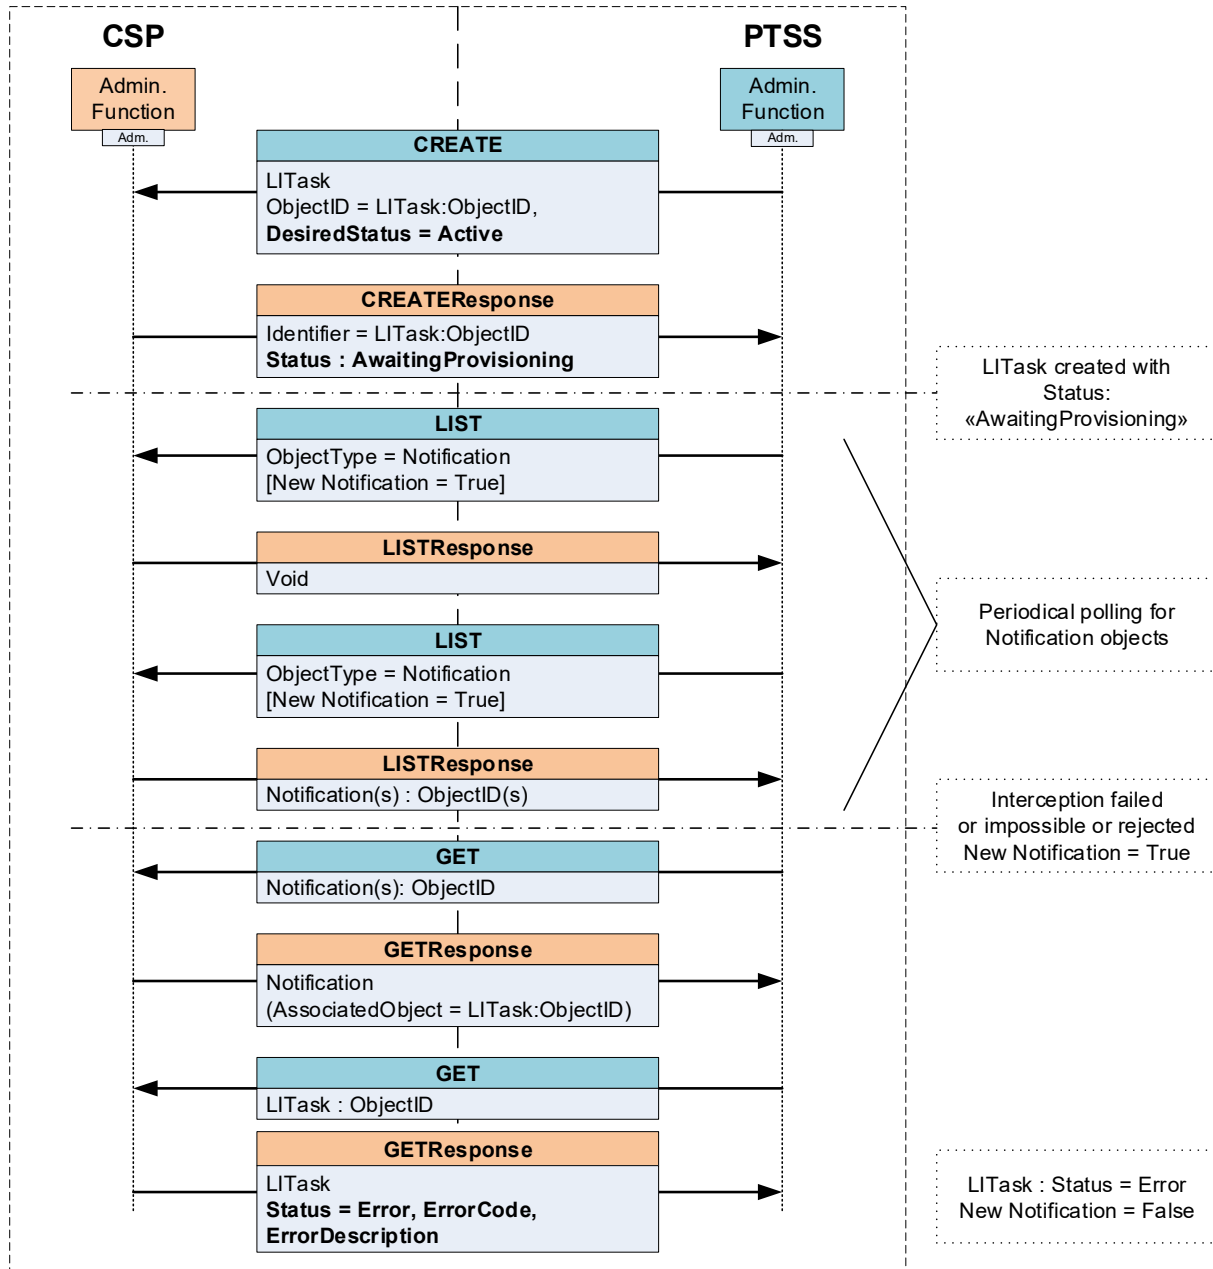 CSP
PTSS
Admin.
Function
Adm.
Admin.
Function
Adm.
CREATE
LITask
ObjectID = LITask:ObjectID,
DesiredStatus = Active
CREATEResponse
Identifier = LITask:ObjectID
Status : AwaitingProvisioning
LITask created with
Status:
«AwaitingProvisioning»
LIST
ObjectType = Notification
[New Notification = True]
LISTResponse
Void
Periodical polling for
Notification objects
LIST
ObjectType = Notification
[New Notification = True]
LISTResponse
Notification(s) : ObjectID(s)
Interception failed
or impossible or rejected
New Notification = True
GET
Notification(s): ObjectID
GETResponse
Notification
(AssociatedObject = LITask:ObjectID)
GET
LITask : ObjectID
GETResponse
LITask
Status = Error, ErrorCode,
ErrorDescription
LITask : Status = Error
New Notification = False